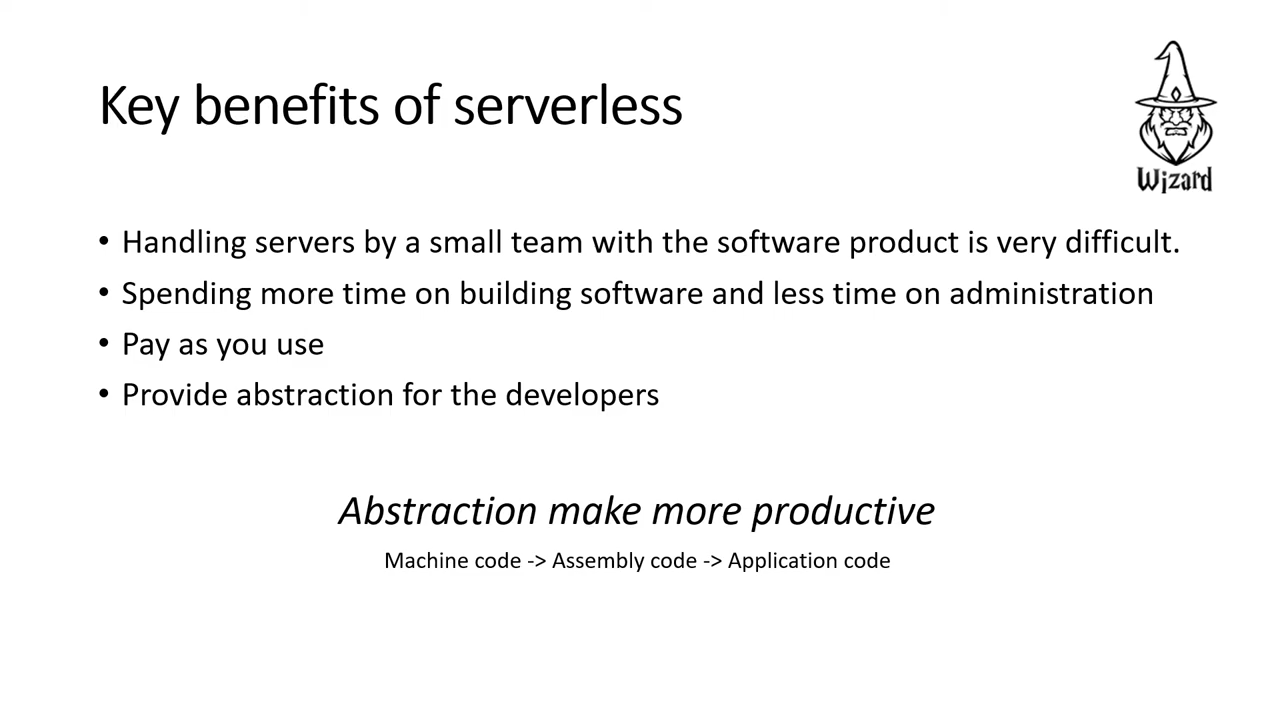 Key benefits of serverless
Wizard
• Handling servers by a small team with the software product is very difficult.
• Spending more time on building software and less time on administration
• Pay as you use
• Provide abstraction for the developers
Abstraction make more productive
Machine code -> Assembly code -> Application code